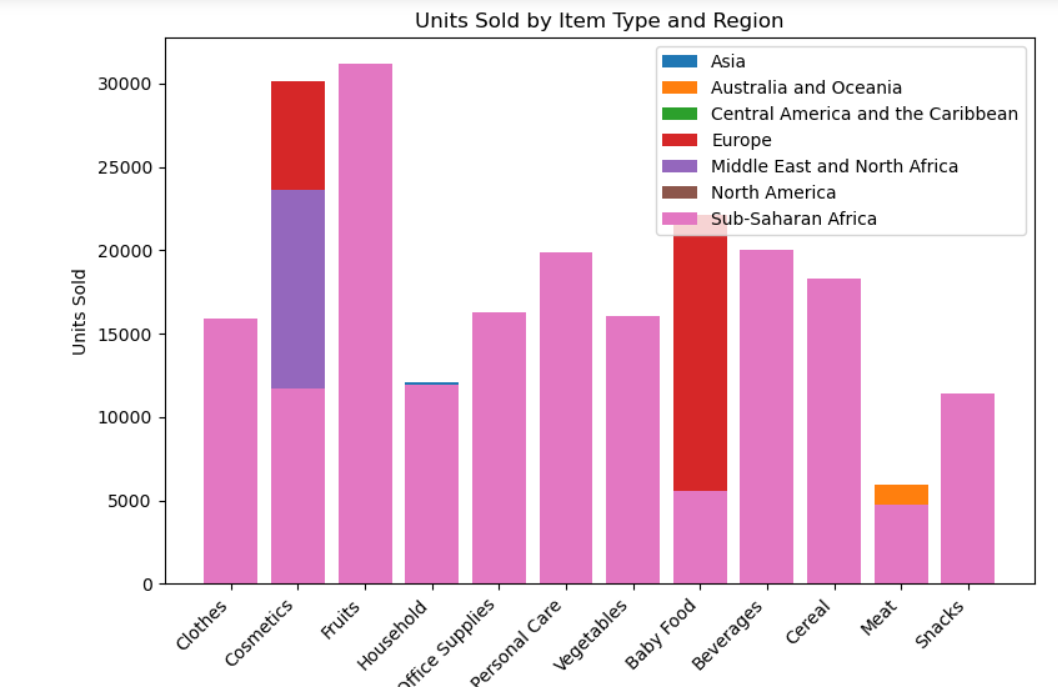 Units Sold by Item Type and Region
Asia
Australia and Oceania
Central America and the Caribbean
Europe
Middle East and North Africa
North America
Sub-Saharan Africa
Units Sold
30000
25000
20000
15000
10000
5000
0
Clothes
Cosmetics
Fruits
Household
Office Supplies
Personal Care
Vegetables
Baby Food
Beverages
Cereal
Meat
Snacks